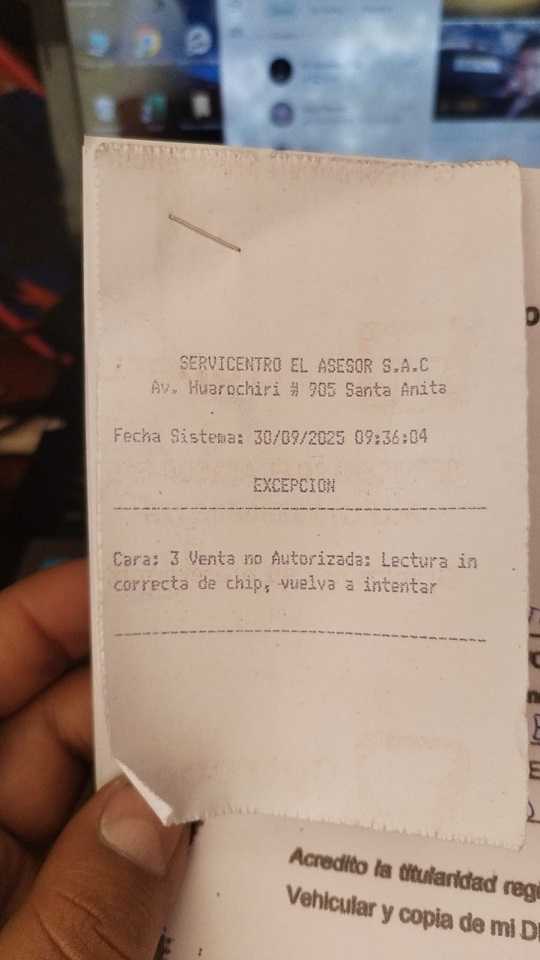 SERVICENTRO EL ASESOR S.A.C
Av. Huarochiri # 905 Santa Anita
Fecha Sistema: 30/09/2025 09:36:04
EXCEPCION
Cara: 3 Venta no Autorizada: Lectura in
correcta de chip, vuelva a intentar
Acredito la titularidad
Vehicular y copia de mi